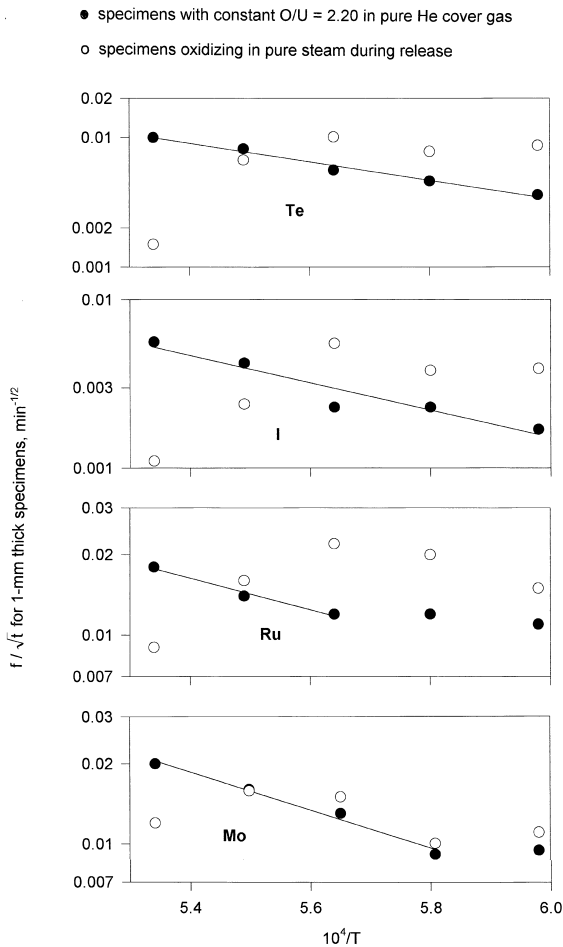 ● specimens with constant O/U = 2.20 in pure He cover gas
○ specimens oxidizing in pure steam during release
f / √t for 1-mm thick specimens, min⁻¹/²
0.02
0.01
0.002
0.001
Te
0.01
0.003
0.001
I
0.03
0.02
0.01
0.007
Ru
0.03
0.02
0.01
0.007
Mo
5.4 5.6 5.8 6.0
10⁴/T